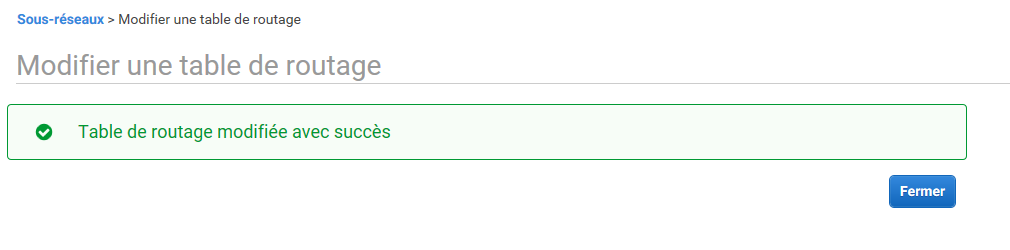 Sous-réseaux > Modifier une table de routage
Modifier une table de routage
Table de routage modifiée avec succès
Fermer